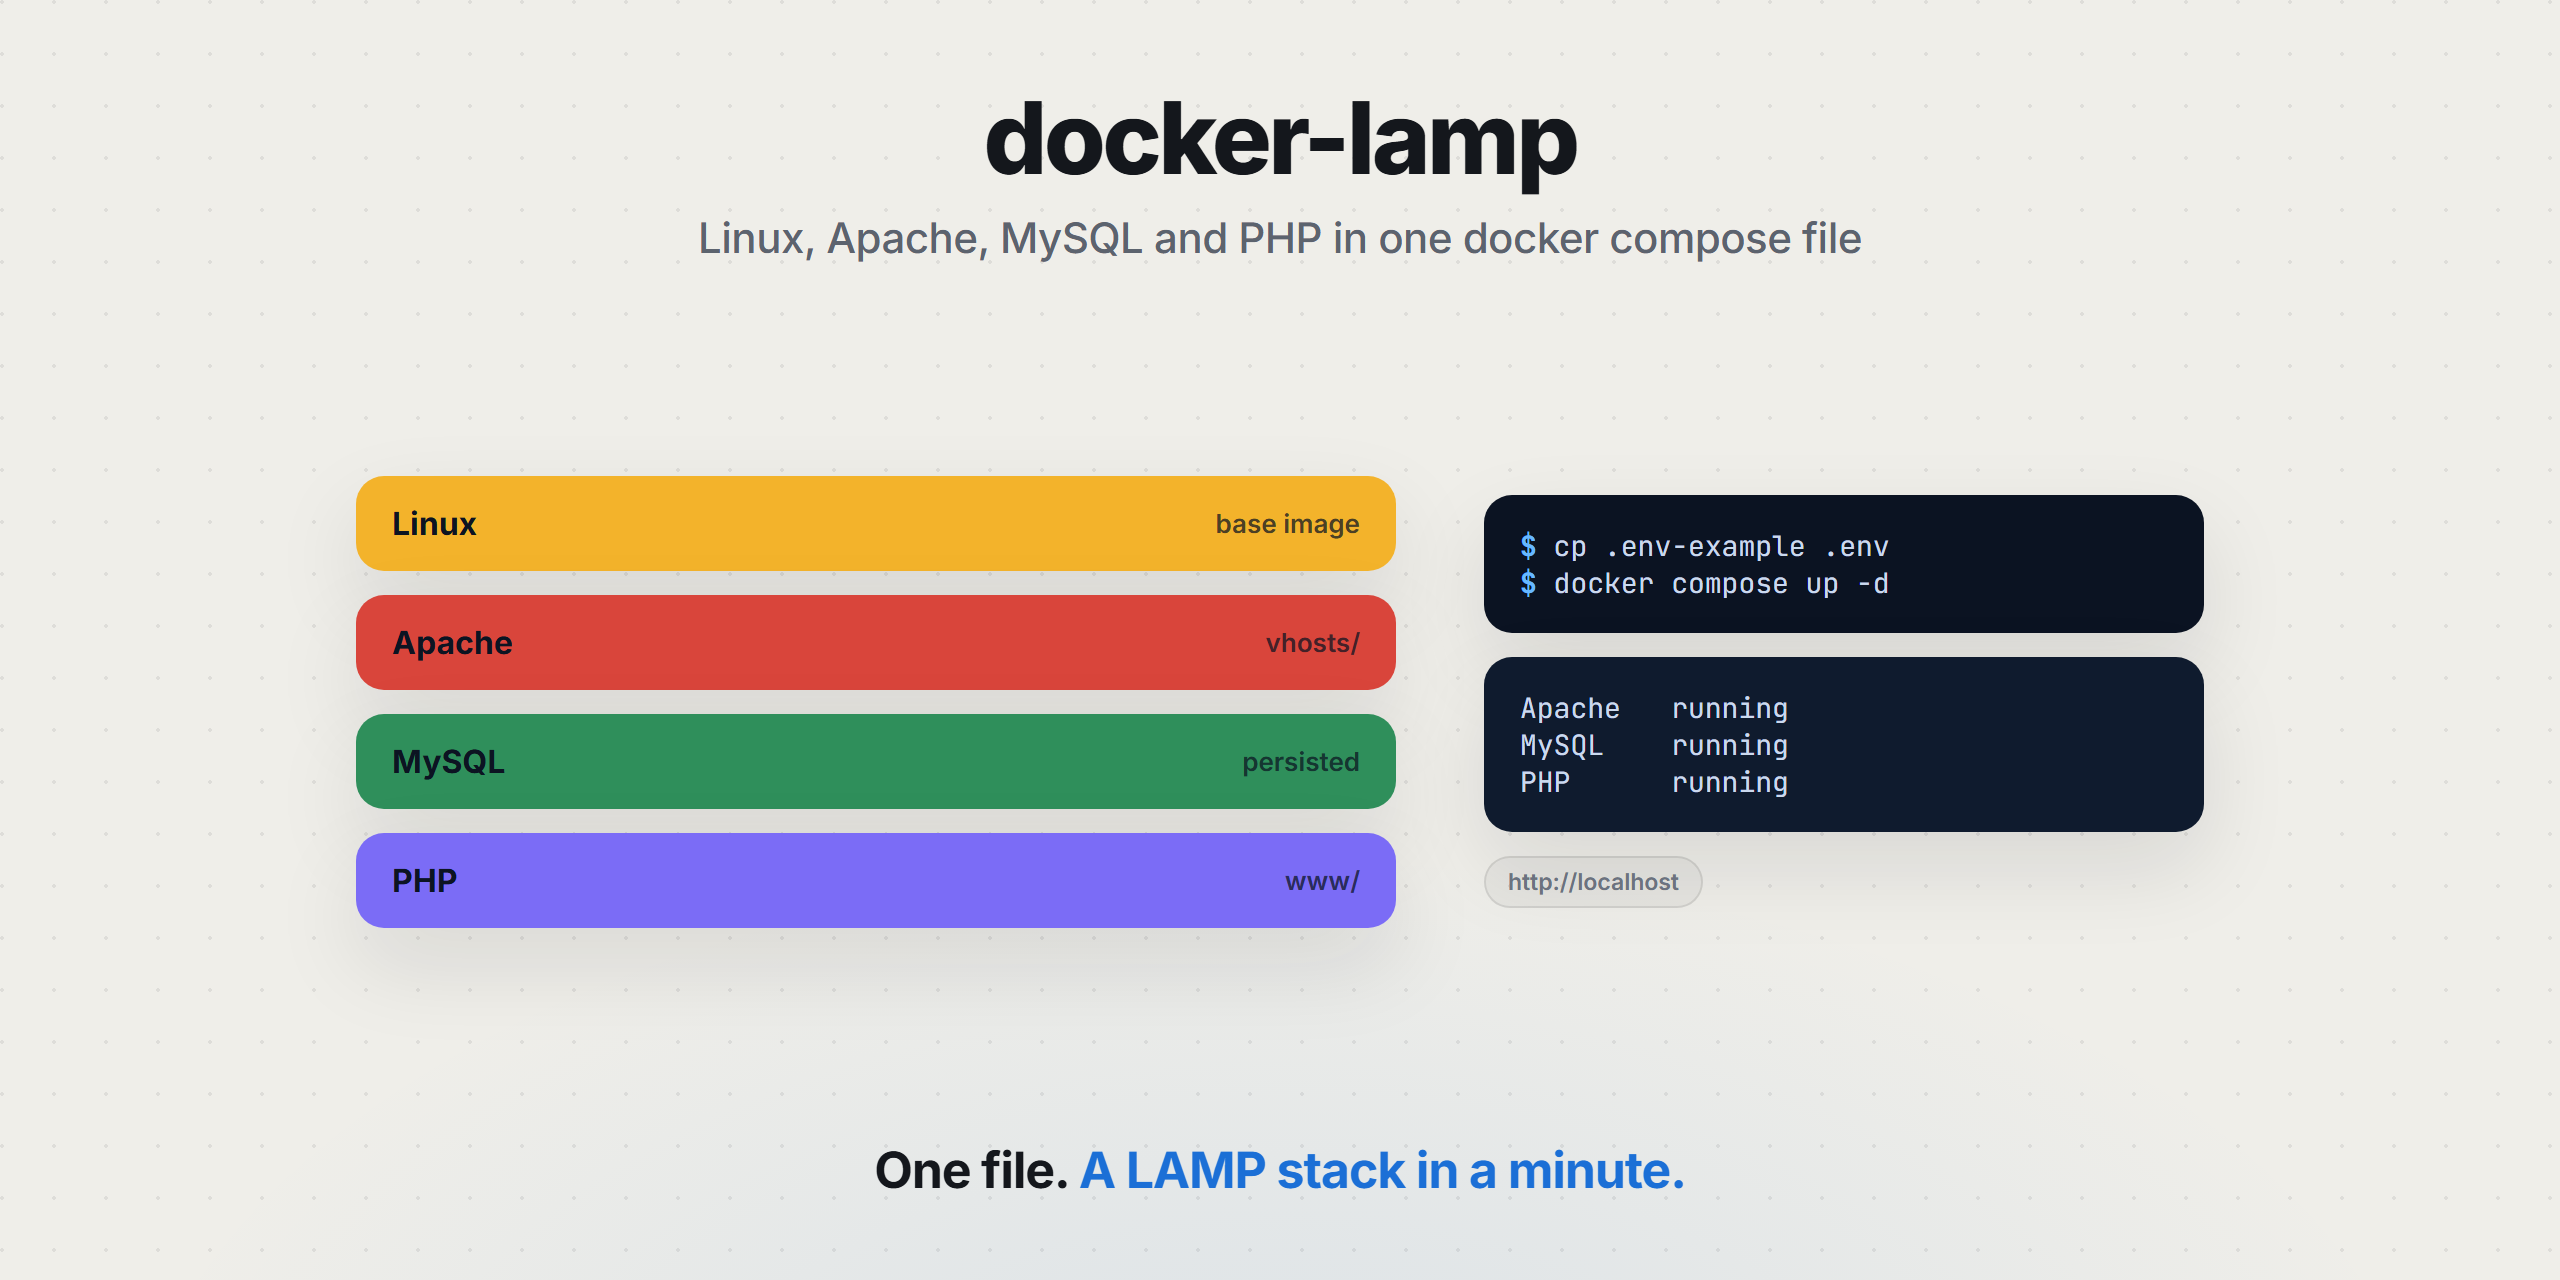 docker-lamp
Linux, Apache, MySQL and PHP in one docker compose file
Linux base image
Apache vhosts/
MySQL persisted
PHP www/
$ cp .env-example .env
$ docker compose up -d
Apache running
MySQL running
PHP running
http://localhost
One file. A LAMP stack in a minute.